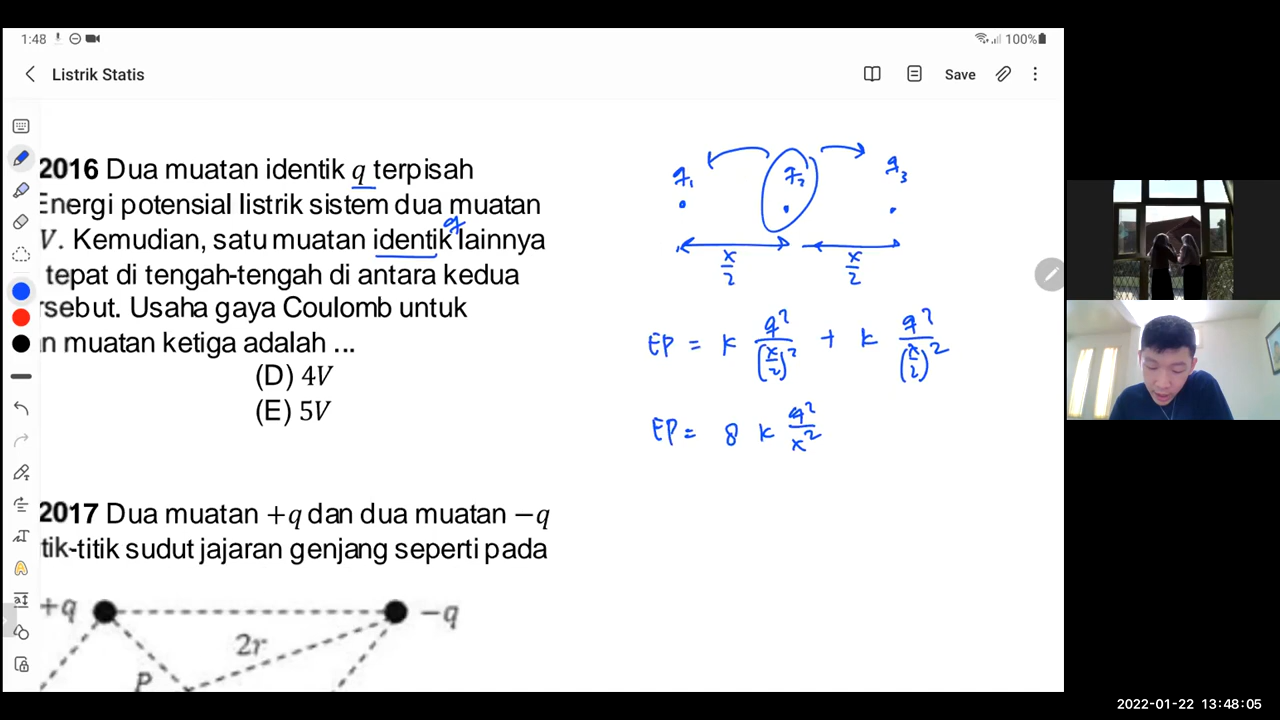 1:48
100%
Listrik Statis
Save
2016 Dua muatan identik q terpisah
Energi potensial listrik sistem dua muatan
V. Kemudian, satu muatan identik lainnya
q
tepat di tengah-tengah di antara kedua
rsebut. Usaha gaya Coulomb untuk
n muatan ketiga adalah ...
(D) 4V
(E) 5V
q₁ q₂ q₃
x/2 x/2
EP = k q²/(x/2)² + k q²/(x/2)²
EP = 8 k q²/x²
2017 Dua muatan +q dan dua muatan −q
tik-titik sudut jajaran genjang seperti pada
+q −q
2r
P
2022-01-22 13:48:05